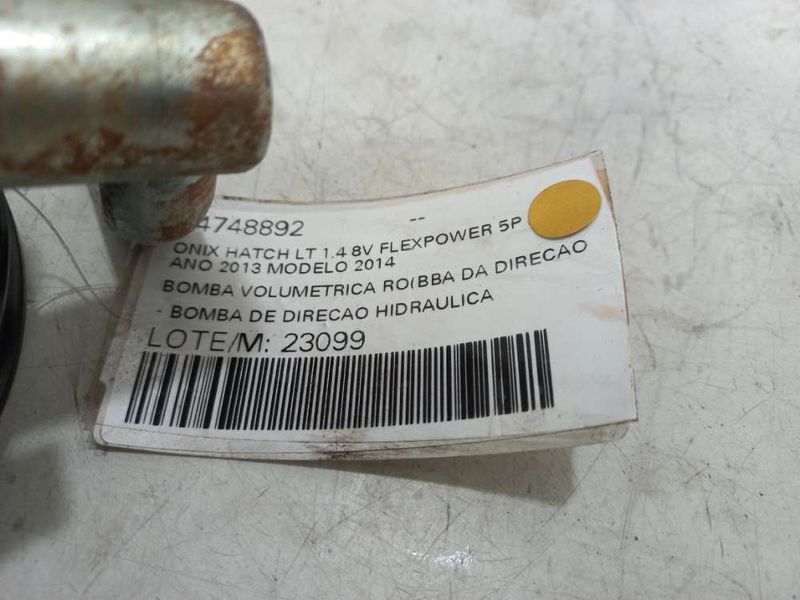 4748892 --
ONIX HATCH LT 1.4 8V FLEXPOWER 5P
ANO 2013 MODELO 2014
BOMBA VOLUMETRICA RO(BBA DA DIRECAO
- BOMBA DE DIRECAO HIDRAULICA
LOTE/M: 23099